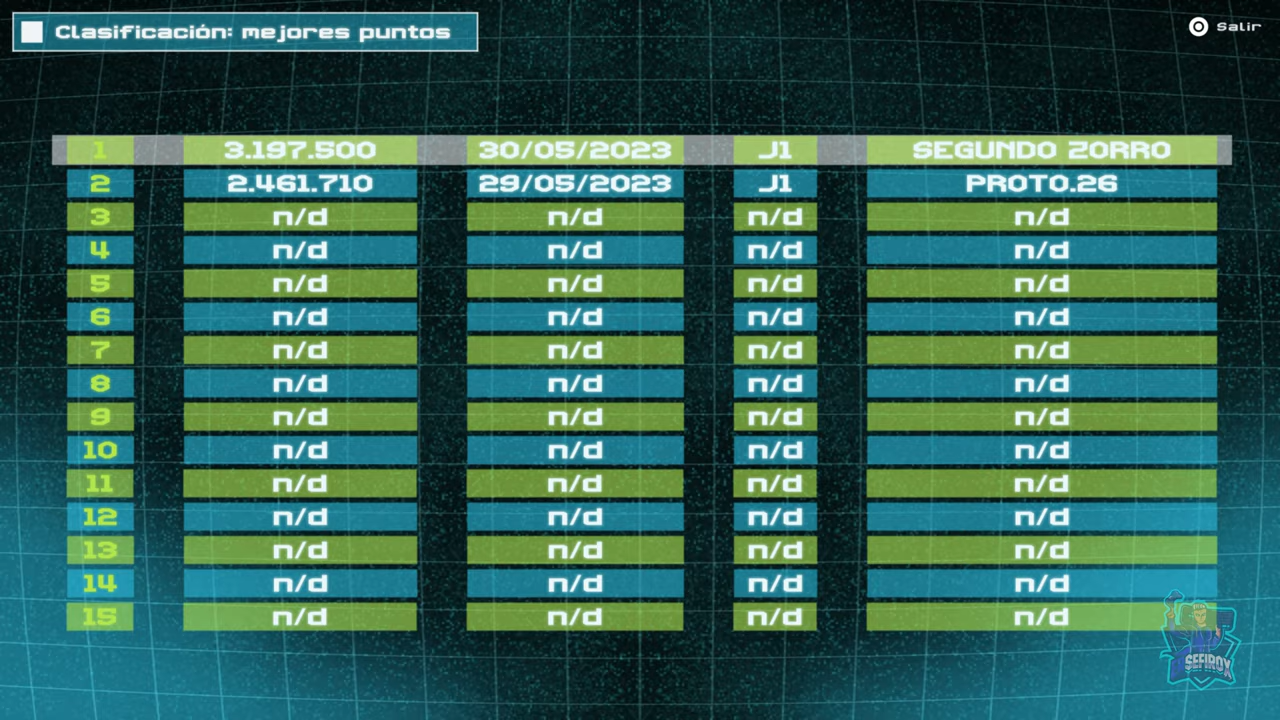 Clasificación: mejores puntos
Salir
1 3.197.500 30/05/2023 J1 SEGUNDO ZORRO
2 2.461.710 29/05/2023 J1 PROTO.26
3 n/d n/d n/d n/d
4 n/d n/d n/d n/d
5 n/d n/d n/d n/d
6 n/d n/d n/d n/d
7 n/d n/d n/d n/d
8 n/d n/d n/d n/d
9 n/d n/d n/d n/d
10 n/d n/d n/d n/d
11 n/d n/d n/d n/d
12 n/d n/d n/d n/d
13 n/d n/d n/d n/d
14 n/d n/d n/d n/d
15 n/d n/d n/d n/d
SEFIROX